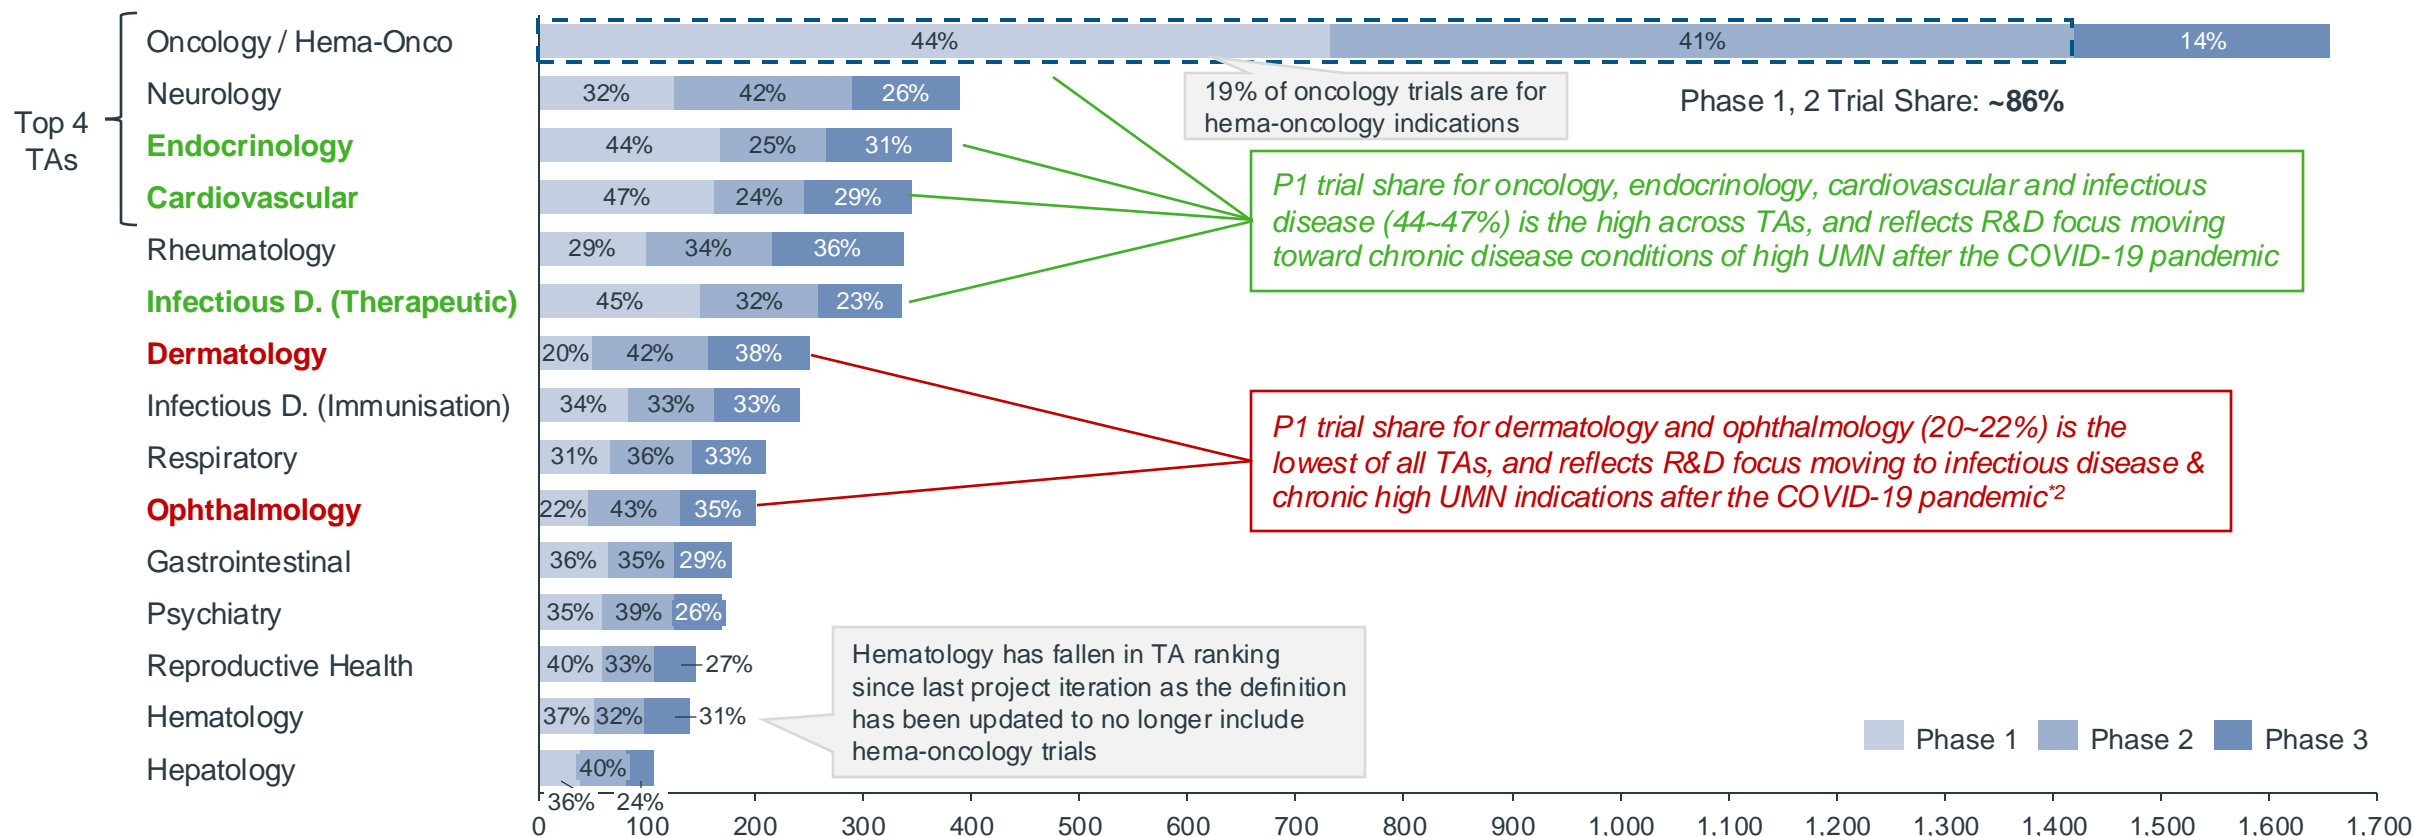 Top 4
TAs
Oncology / Hema-Onco
44%
41%
14%
Neurology
32%
42%
26%
19% of oncology trials are for
hema-oncology indications
Phase 1, 2 Trial Share: ~86%
Endocrinology
44%
25%
31%
Cardiovascular
47%
24%
29%
P1 trial share for oncology, endocrinology, cardiovascular and infectious
disease (44~47%) is the high across TAs, and reflects R&D focus moving
toward chronic disease conditions of high UMN after the COVID-19 pandemic
Rheumatology
29%
34%
36%
Infectious D. (Therapeutic)
45%
32%
23%
Dermatology
20%
42%
38%
Infectious D. (Immunisation)
34%
33%
33%
P1 trial share for dermatology and ophthalmology (20~22%) is the
lowest of all TAs, and reflects R&D focus moving to infectious disease &
chronic high UMN indications after the COVID-19 pandemic*2
Respiratory
31%
36%
33%
Ophthalmology
22%
43%
35%
Gastrointestinal
36%
35%
29%
Psychiatry
35%
39%
26%
Reproductive Health
40%
33%
27%
Hematology
37%
32%
31%
Hematology has fallen in TA ranking
since last project iteration as the definition
has been updated to no longer include
hema-oncology trials
Hepatology
36%
40%
24%
Phase 1
Phase 2
Phase 3
0
100
200
300
400
500
600
700
800
900
1,000
1,100
1,200
1,300
1,400
1,500
1,600
1,700